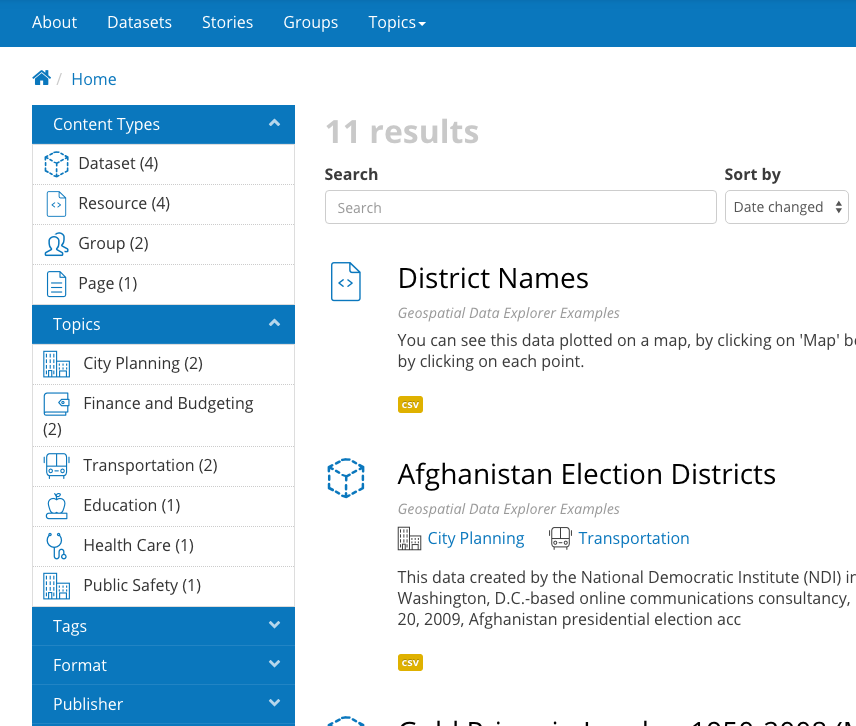 About Datasets Stories Groups Topics
/ Home
Content Types
Dataset (4)
Resource (4)
Group (2)
Page (1)
Topics
City Planning (2)
Finance and Budgeting
(2)
Transportation (2)
Education (1)
Health Care (1)
Public Safety (1)
Tags
Format
Publisher
11 results
Search
Sort by
Search
Date changed
District Names
Geospatial Data Explorer Examples
You can see this data plotted on a map, by clicking on 'Map' b
by clicking on each point.
csv
Afghanistan Election Districts
Geospatial Data Explorer Examples
City Planning Transportation
This data created by the National Democratic Institute (NDI) i
Washington, D.C.-based online communications consultancy,
20, 2009, Afghanistan presidential election acc
csv